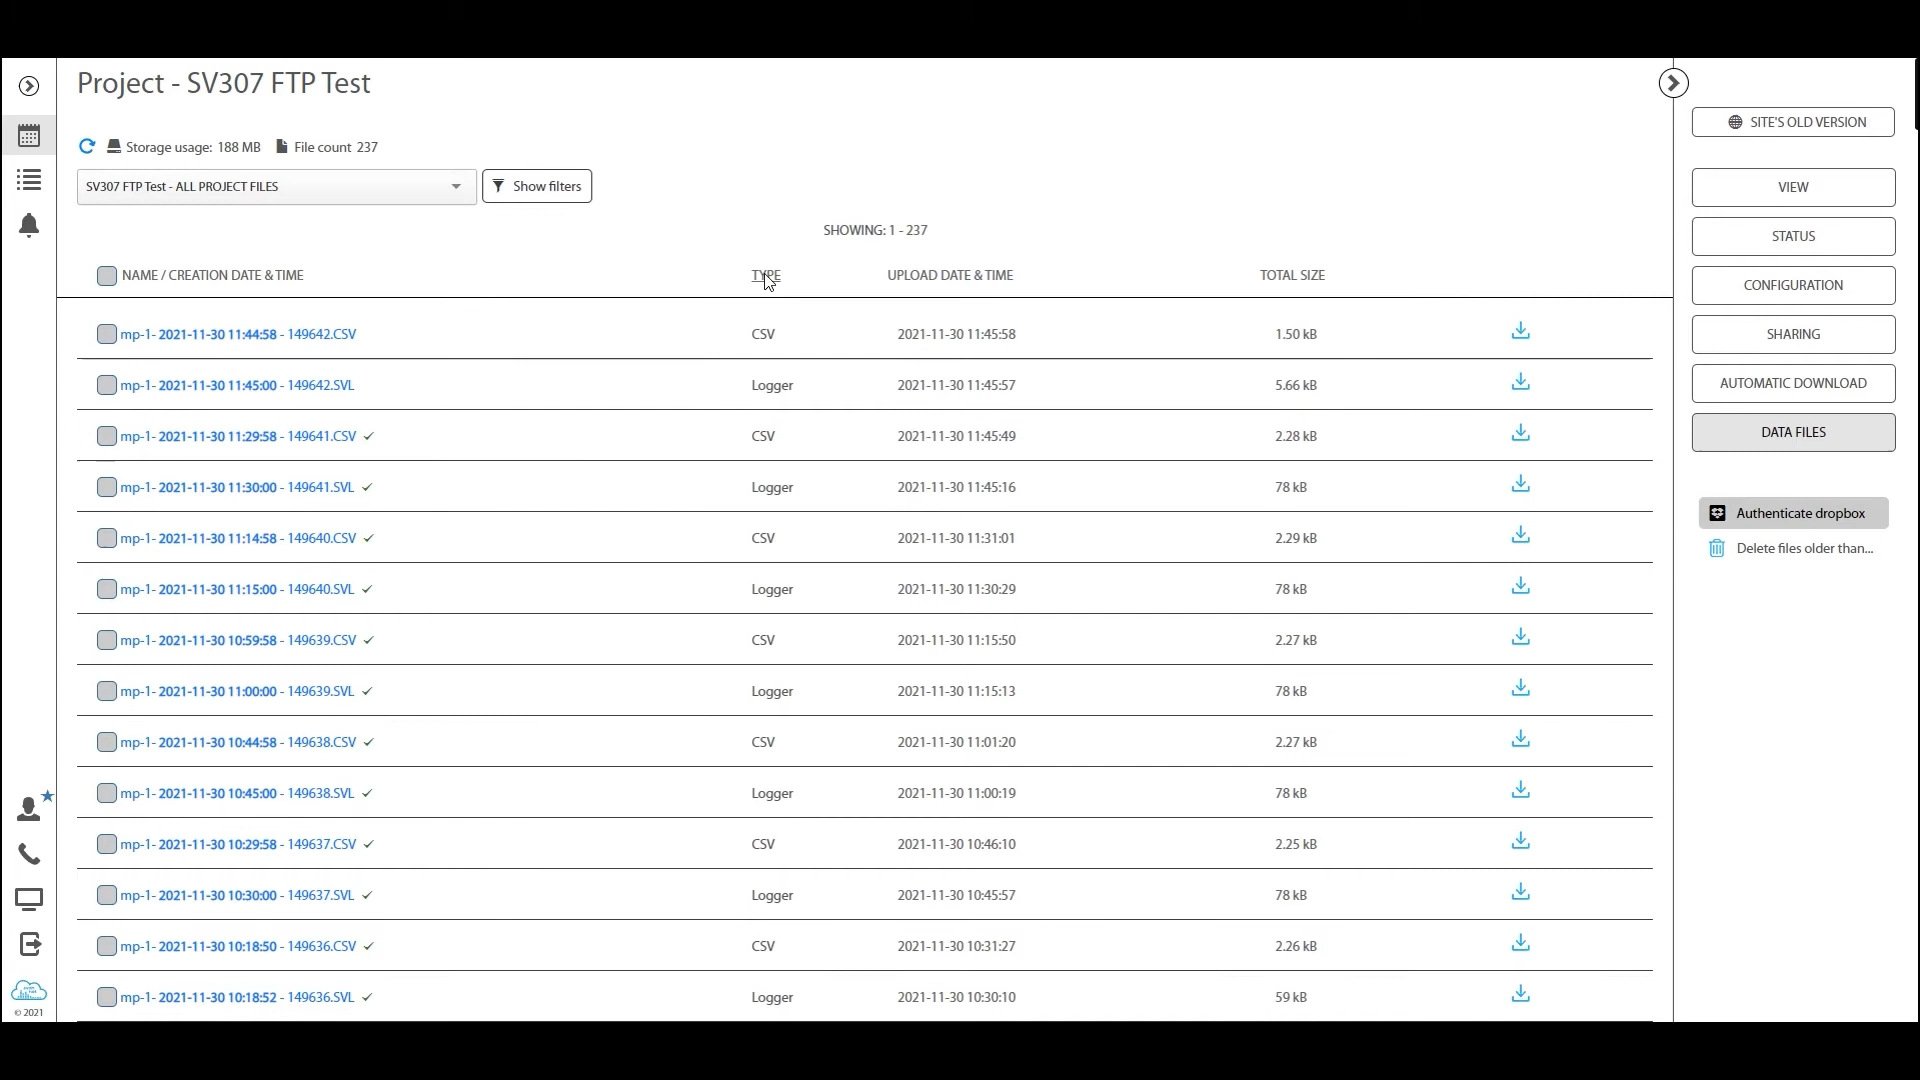 Project - SV307 FTP Test
SITE'S OLD VERSION
Storage usage: 188 MB File count 237
SV307 FTP Test - ALL PROJECT FILES Show filters
VIEW
SHOWING: 1 - 237
STATUS
NAME / CREATION DATE & TIME TYPE UPLOAD DATE & TIME TOTAL SIZE
CONFIGURATION
mp-1- 2021-11-30 11:44:58 - 149642.CSV CSV 2021-11-30 11:45:58 1.50 kB
SHARING
mp-1- 2021-11-30 11:45:00 - 149642.SVL Logger 2021-11-30 11:45:57 5.66 kB
AUTOMATIC DOWNLOAD
mp-1- 2021-11-30 11:29:58 - 149641.CSV CSV 2021-11-30 11:45:49 2.28 kB
DATA FILES
mp-1- 2021-11-30 11:30:00 - 149641.SVL Logger 2021-11-30 11:45:16 78 kB
Authenticate dropbox
mp-1- 2021-11-30 11:14:58 - 149640.CSV CSV 2021-11-30 11:31:01 2.29 kB
Delete files older than...
mp-1- 2021-11-30 11:15:00 - 149640.SVL Logger 2021-11-30 11:30:29 78 kB
mp-1- 2021-11-30 10:59:58 - 149639.CSV CSV 2021-11-30 11:15:50 2.27 kB
mp-1- 2021-11-30 11:00:00 - 149639.SVL Logger 2021-11-30 11:15:13 78 kB
mp-1- 2021-11-30 10:44:58 - 149638.CSV CSV 2021-11-30 11:01:20 2.27 kB
mp-1- 2021-11-30 10:45:00 - 149638.SVL Logger 2021-11-30 11:00:19 78 kB
mp-1- 2021-11-30 10:29:58 - 149637.CSV CSV 2021-11-30 10:46:10 2.25 kB
mp-1- 2021-11-30 10:30:00 - 149637.SVL Logger 2021-11-30 10:45:57 78 kB
mp-1- 2021-11-30 10:18:50 - 149636.CSV CSV 2021-11-30 10:31:27 2.26 kB
mp-1- 2021-11-30 10:18:52 - 149636.SVL Logger 2021-11-30 10:30:10 59 kB
© 2021